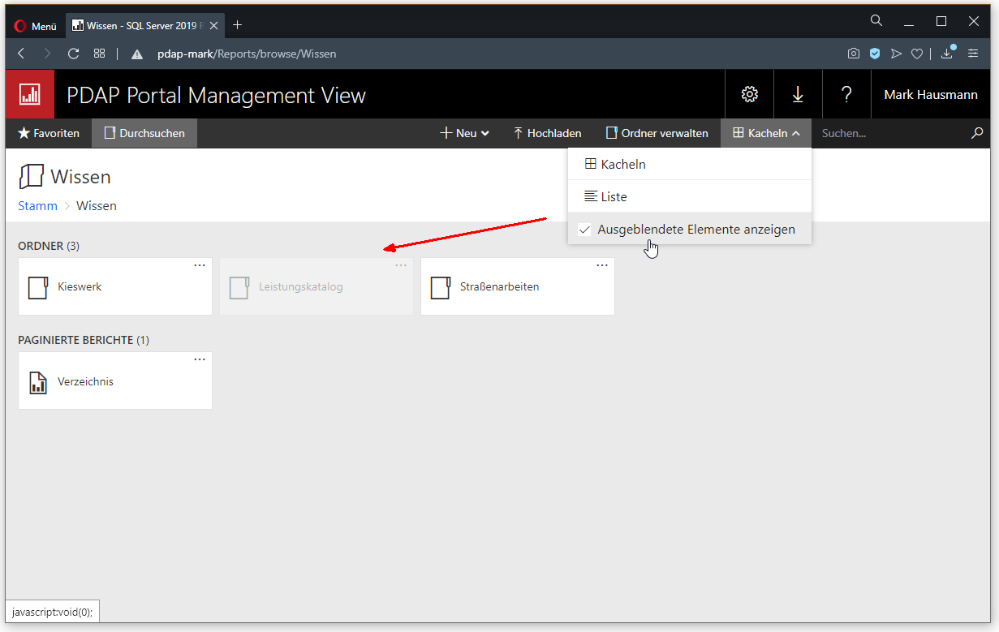 Menü
Wissen - SQL Server 2019 R
pdap-mark/Reports/browse/Wissen
PDAP Portal Management View
?
Mark Hausmann
Favoriten
Durchsuchen
Neu
Hochladen
Ordner verwalten
Kacheln
Suchen...
Kacheln
Liste
Ausgeblendete Elemente anzeigen
Wissen
Stamm > Wissen
ORDNER (3)
Kieswerk
Leistungskatalog
Straßenarbeiten
PAGINIERTE BERICHTE (1)
Verzeichnis
javascript:void(0);